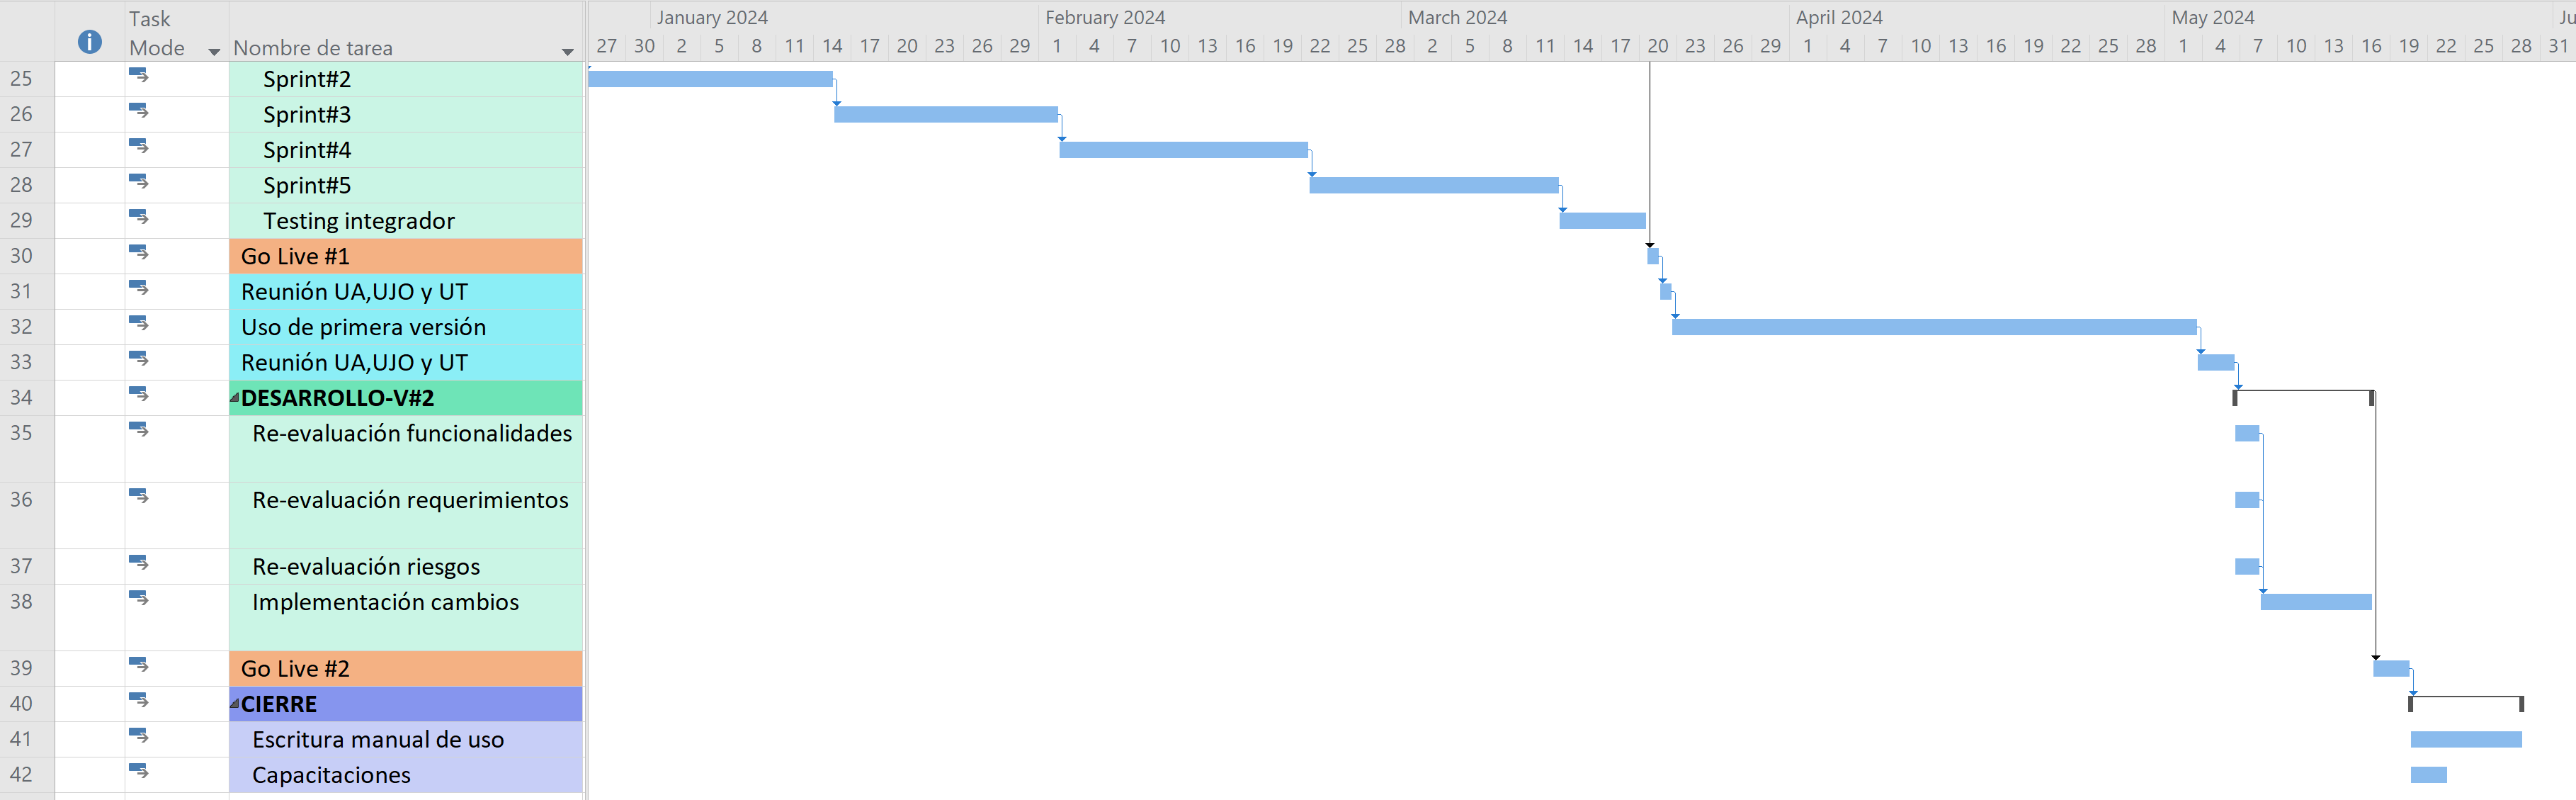 Task
Mode
Nombre de tarea
January 2024 February 2024 March 2024 April 2024 May 2024 Ju
27 30 2 5 8 11 14 17 20 23 26 29 1 4 7 10 13 16 19 22 25 28 2 5 8 11 14 17 20 23 26 29 1 4 7 10 13 16 19 22 25 28 1 4 7 10 13 16 19 22 25 28 31
25 Sprint#2
26 Sprint#3
27 Sprint#4
28 Sprint#5
29 Testing integrador
30 Go Live #1
31 Reunión UA,UJO y UT
32 Uso de primera versión
33 Reunión UA,UJO y UT
34 DESARROLLO-V#2
35 Re-evaluación funcionalidades
36 Re-evaluación requerimientos
37 Re-evaluación riesgos
38 Implementación cambios
39 Go Live #2
40 CIERRE
41 Escritura manual de uso
42 Capacitaciones